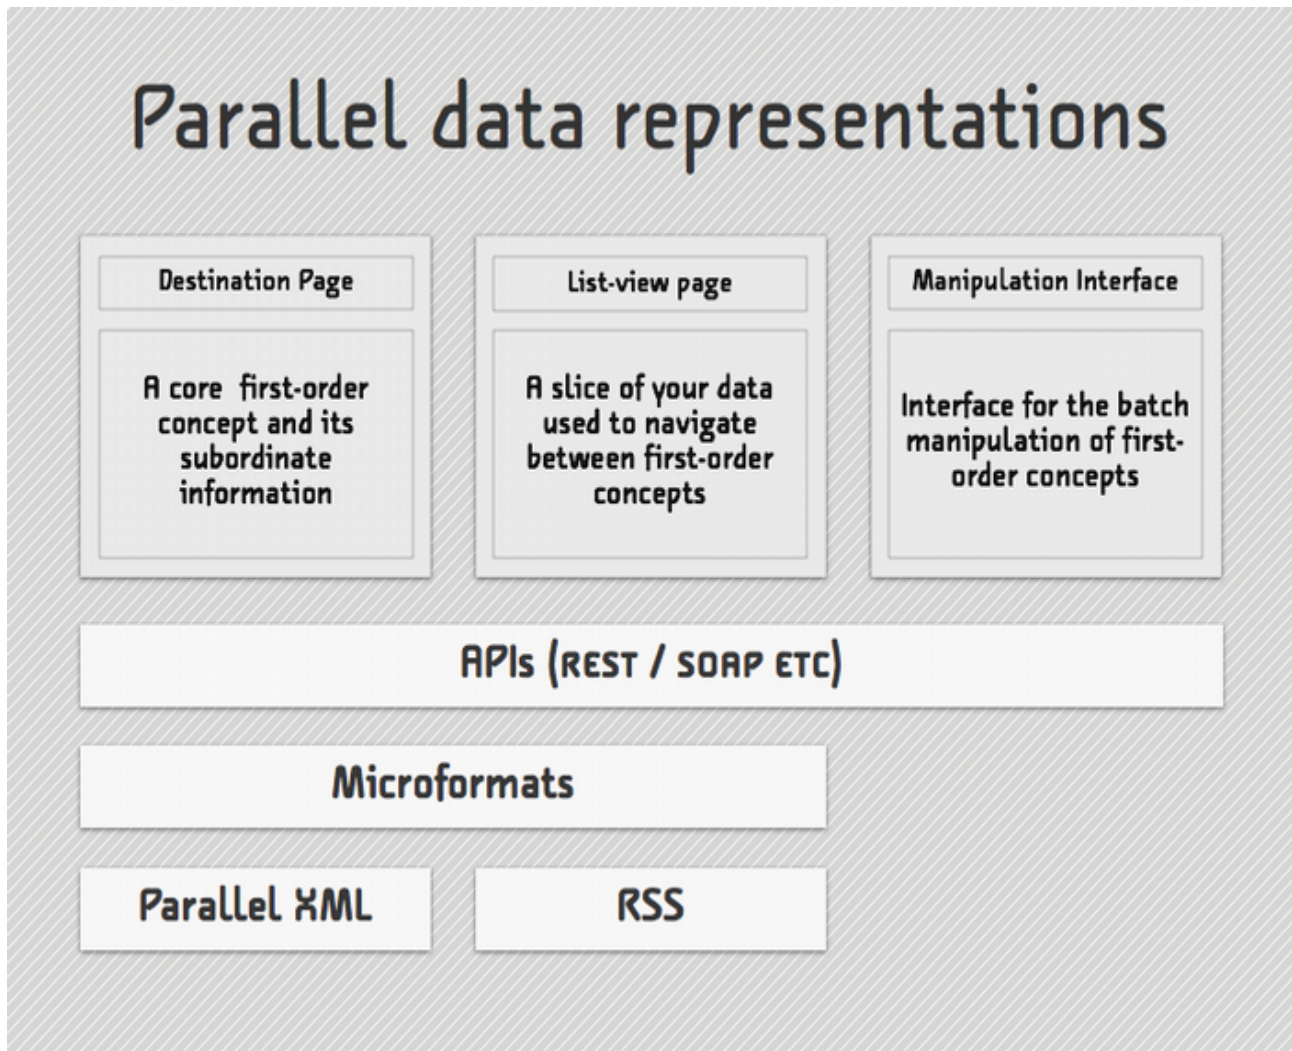 Parallel data representations
Destination Page
A core first-order
concept and its
subordinate
information
List-view page
A slice of your data
used to navigate
between first-order
concepts
Manipulation Interface
Interface for the batch
manipulation of first-
order concepts
APIs (REST / SOAP ETC)
Microformats
Parallel XML
RSS